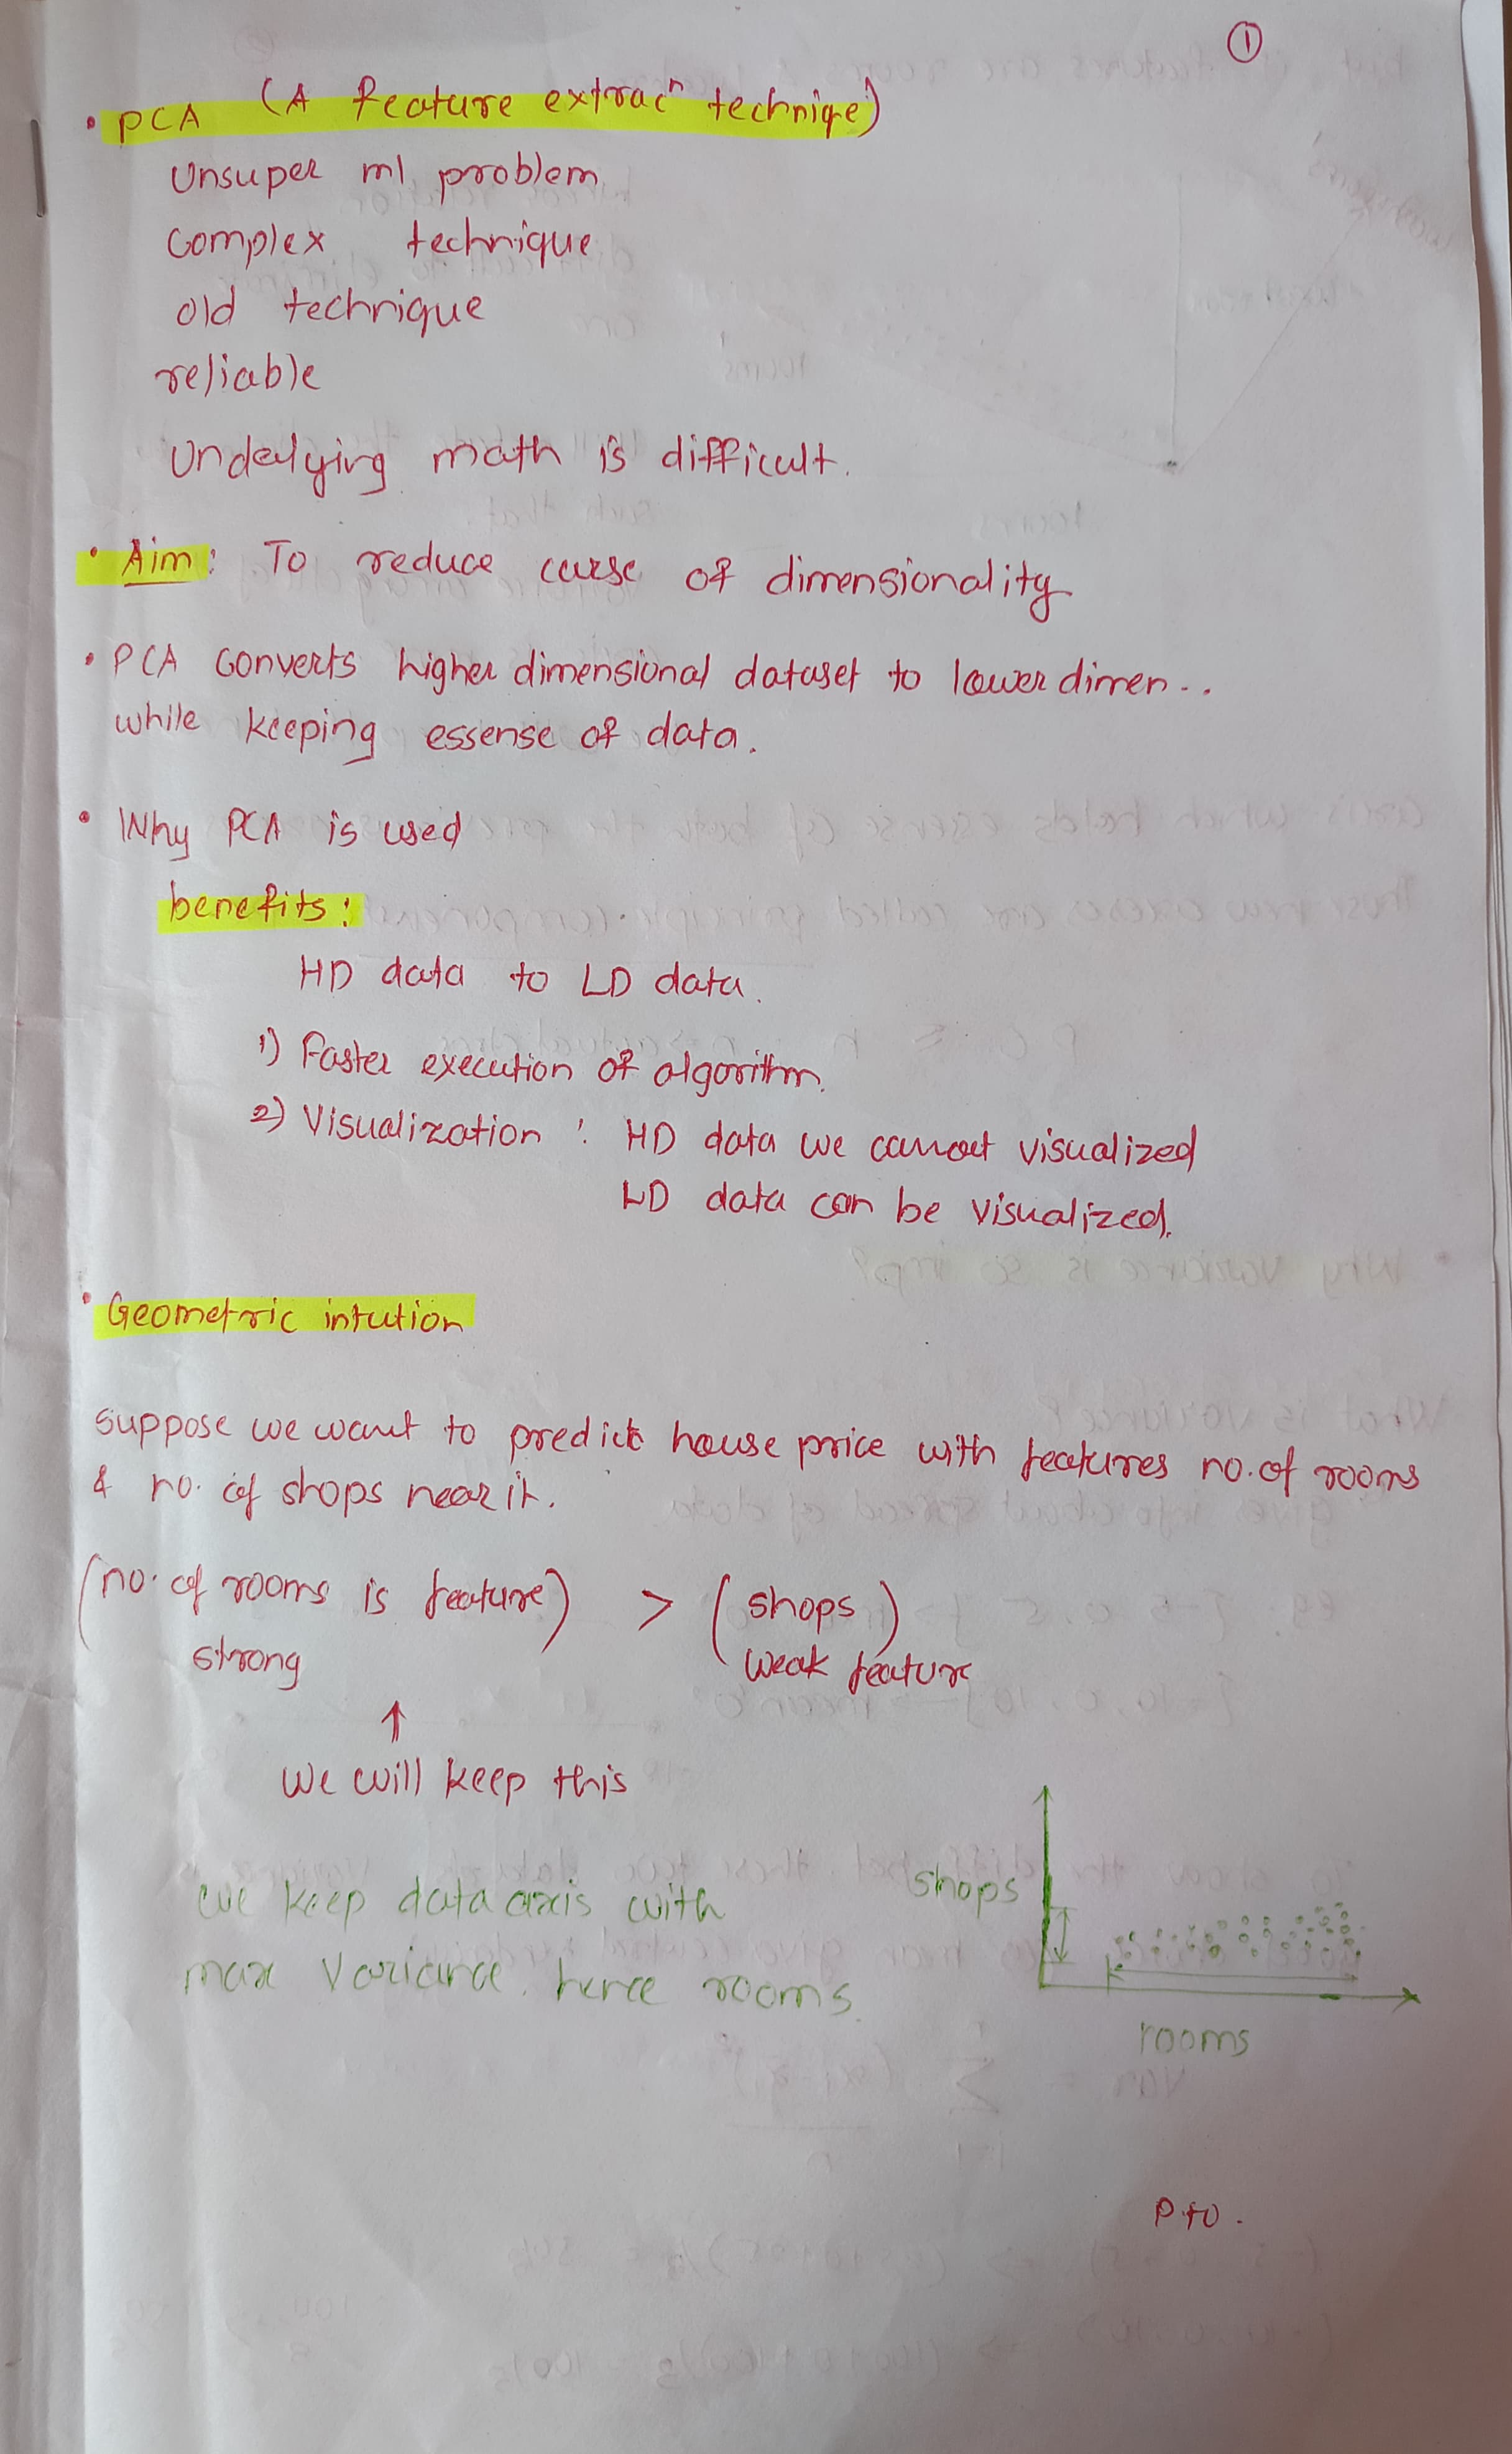 ①
• PCA (A feature extracⁿ techniqe)
Unsuper ml problem
complex technique
old technique
reliable
Undelying math is difficult.
• Aim: To reduce curse of dimensionality
• PCA converts higher dimensional dataset to lower dimen..
while keeping essense of data.
• Why PCA is used
benefits:
HD data to LD data.
1) Faster execution of algorithm.
2) Visualization : HD data we cannot visualized
LD data can be visualized.
• Geometric intution
suppose we want to predict house price with features no. of rooms
& no. of shops near it.
(no. of rooms is feature) > (shops)
strong weak feature
↑
we will keep this
we keep data axis with
max variance. hence rooms.
shops
rooms
P.t0.